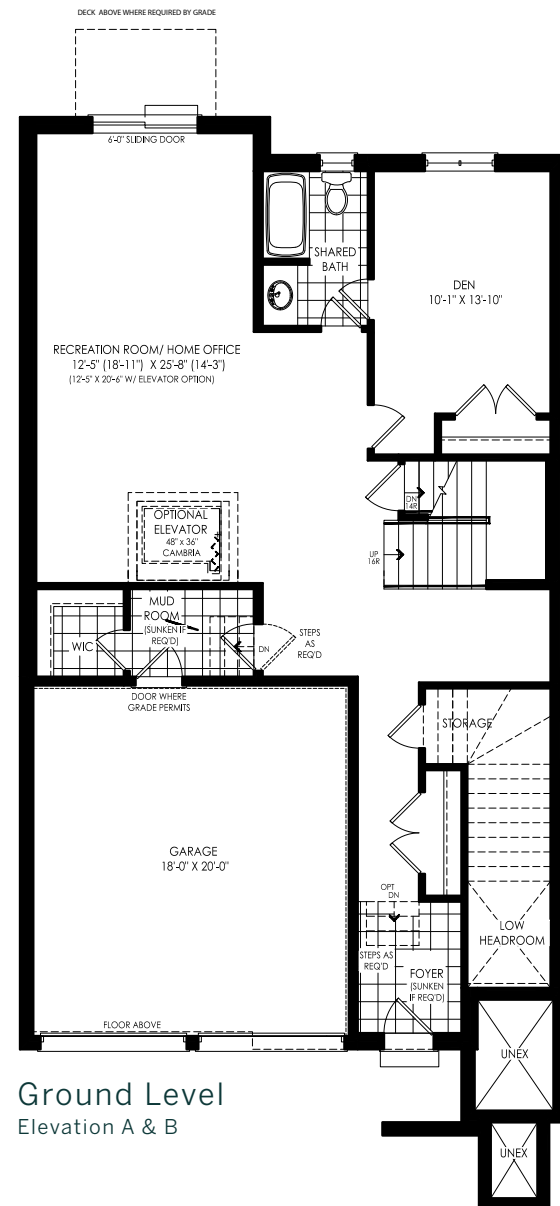 DECK ABOVE WHERE REQUIRED BY GRADE
6'-0" SLIDING DOOR
SHARED
BATH
DEN
10'-1" X 13'-10"
RECREATION ROOM/ HOME OFFICE
12'-5" (18'-11") X 25'-8" (14'-3")
(12'-5" X 20'-6" W/ ELEVATOR OPTION)
OPTIONAL
ELEVATOR
48" x 36"
CAMBRIA
DN
14R
UP
16R
MUD
ROOM
(SUNKEN IF
REQ'D)
WIC
DN
STEPS
AS
REQ'D
DOOR WHERE
GRADE PERMITS
STORAGE
GARAGE
18'-0" X 20'-0"
OPT
DN
STEPS AS
REQ'D
FOYER
(SUNKEN
IF REQ'D)
LOW
HEADROOM
FLOOR ABOVE
UNEX
UNEX
Ground Level
Elevation A & B